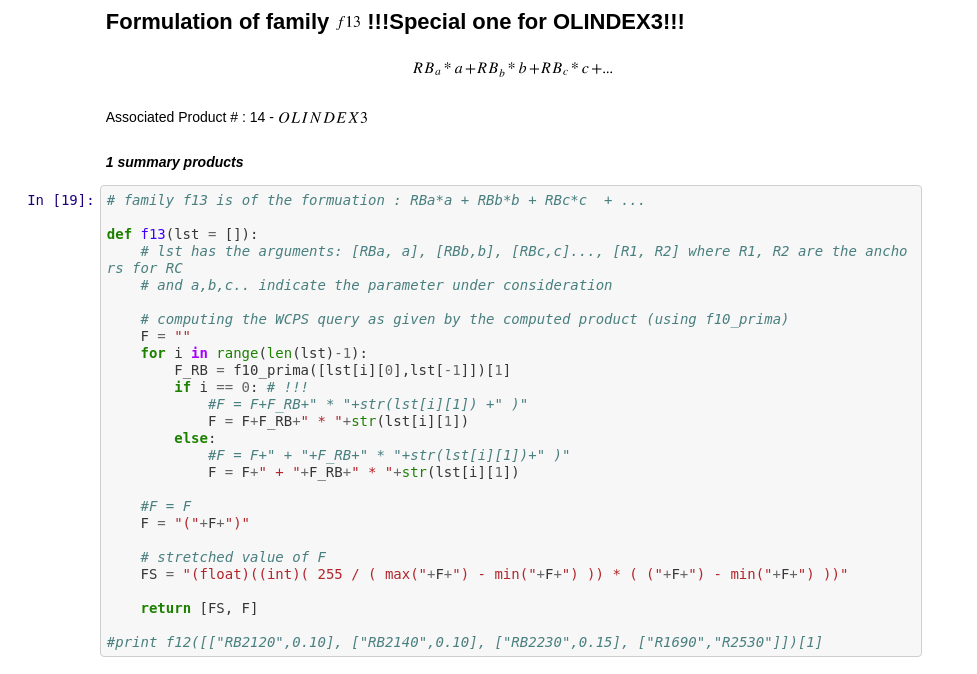 Formulation of family f13 !!!Special one for OLINDEX3!!!
RBa * a+RBb * b+RBc * c+...
Associated Product # : 14 - OLINDEX3
1 summary products
In [19]: # family f13 is of the formuation : RBa*a + RBb*b + RBc*c  + ...
def f13(lst = []):
    # lst has the arguments: [RBa, a], [RBb,b], [RBc,c]..., [R1, R2] where R1, R2 are the ancho
rs for RC
    # and a,b,c.. indicate the parameter under consideration
    # computing the WCPS query as given by the computed product (using f10_prima)
    F = ""
    for i in range(len(lst)-1):
        F_RB = f10_prima([lst[i][0],lst[-1]])[1]
        if i == 0: # !!!
            #F = F+F_RB+" * "+str(lst[i][1]) +" )"
            F = F+F_RB+" * "+str(lst[i][1])
        else:
            #F = F+" + "+F_RB+" * "+str(lst[i][1])+" )"
            F = F+" + "+F_RB+" * "+str(lst[i][1])
    #F = F
    F = "("+F+")"
    # stretched value of F
    FS = "(float)((int)( 255 / ( max("+F+") - min("+F+") )) * ( ("+F+") - min("+F+") ))"
    return [FS, F]
#print f12([["RB2120",0.10], ["RB2140",0.10], ["RB2230",0.15], ["R1690","R2530"]])[1]